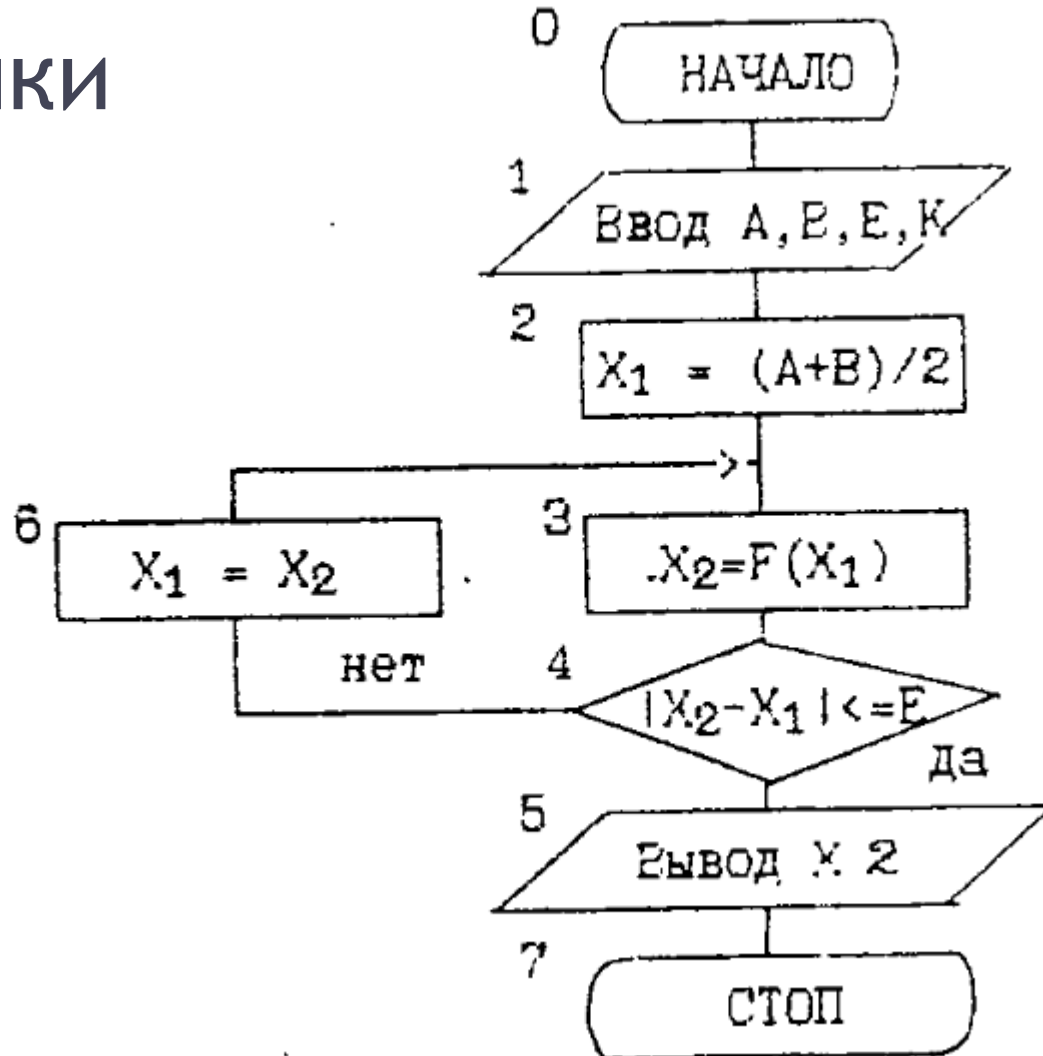 ики
0
НАЧАЛО
1
Ввод А,В,Е,К
2
X1 = (A+B)/2
6
X1 = X2
3
.X2=F(X1)
нет
4
|X2-X1|<=E
да
5
Вывод X 2
7
СТОП